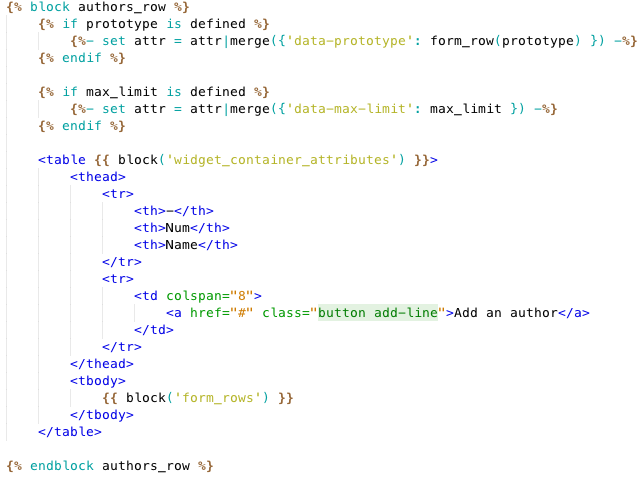 {% block authors_row %}
    {% if prototype is defined %}
        {%- set attr = attr|merge({'data-prototype': form_row(prototype) }) -%}
    {% endif %}

    {% if max_limit is defined %}
        {%- set attr = attr|merge({'data-max-limit': max_limit }) -%}
    {% endif %}

    <table {{ block('widget_container_attributes') }}>
        <thead>
            <tr>
                <th>-</th>
                <th>Num</th>
                <th>Name</th>
            </tr>
            <tr>
                <td colspan="8">
                    <a href="#" class="button add-line">Add an author</a>
                </td>
            </tr>
        </thead>
        <tbody>
            {{ block('form_rows') }}
        </tbody>
    </table>

{% endblock authors_row %}